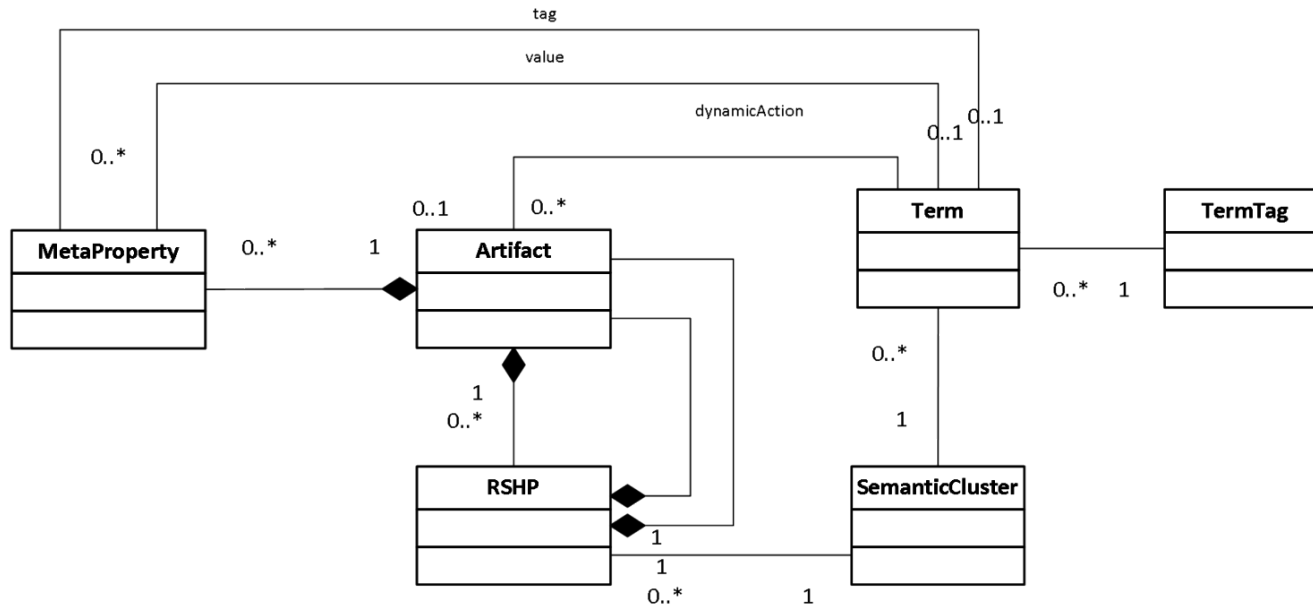 tag
value
dynamicAction
0..1
0..1
0..*
Term
TermTag
0..1
0..*
MetaProperty
0..*
1
Artifact
0..*
1
0..*
1
0..*
1
RSHP
SemanticCluster
1
1
0..*
1